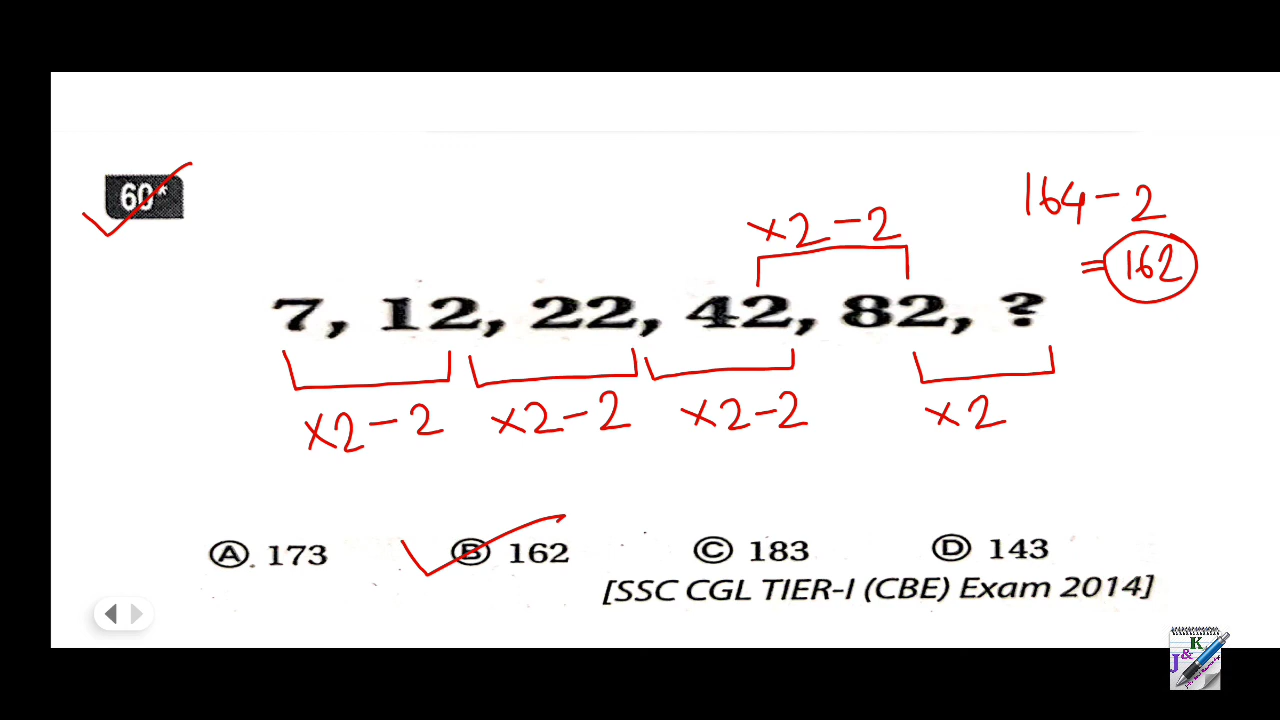 60*
164-2
=162
×2-2
7, 12, 22, 42, 82, ?
×2-2 ×2-2 ×2-2 ×2
Ⓐ 173 Ⓑ 162 Ⓒ 183 Ⓓ 143
[SSC CGL TIER-I (CBE) Exam 2014]
J&K